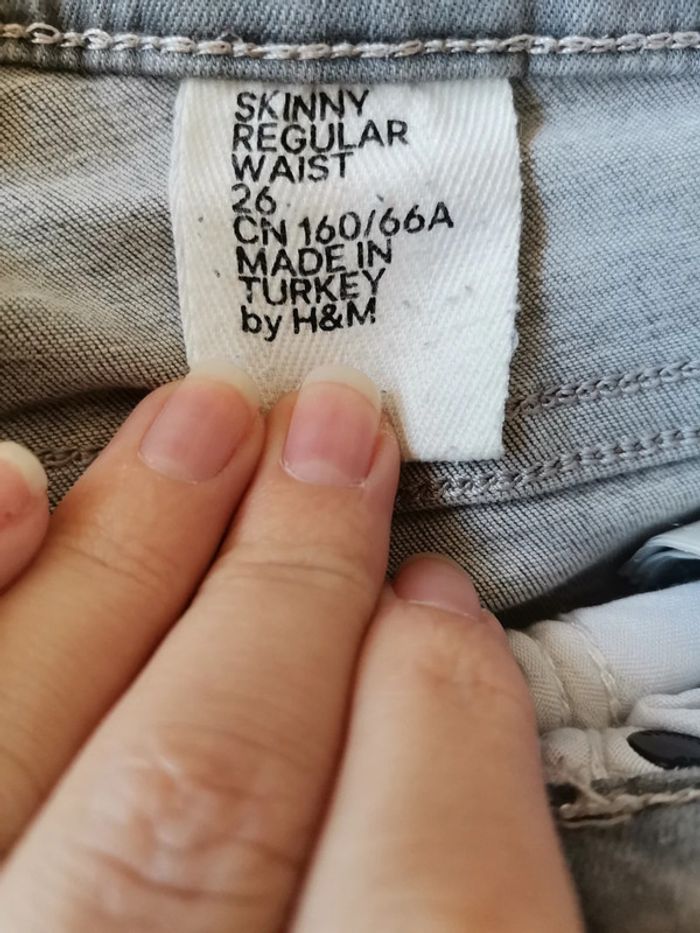 SKINNY
REGULAR
WAIST
26
CN 160/66A
MADE IN
TURKEY
by H&M